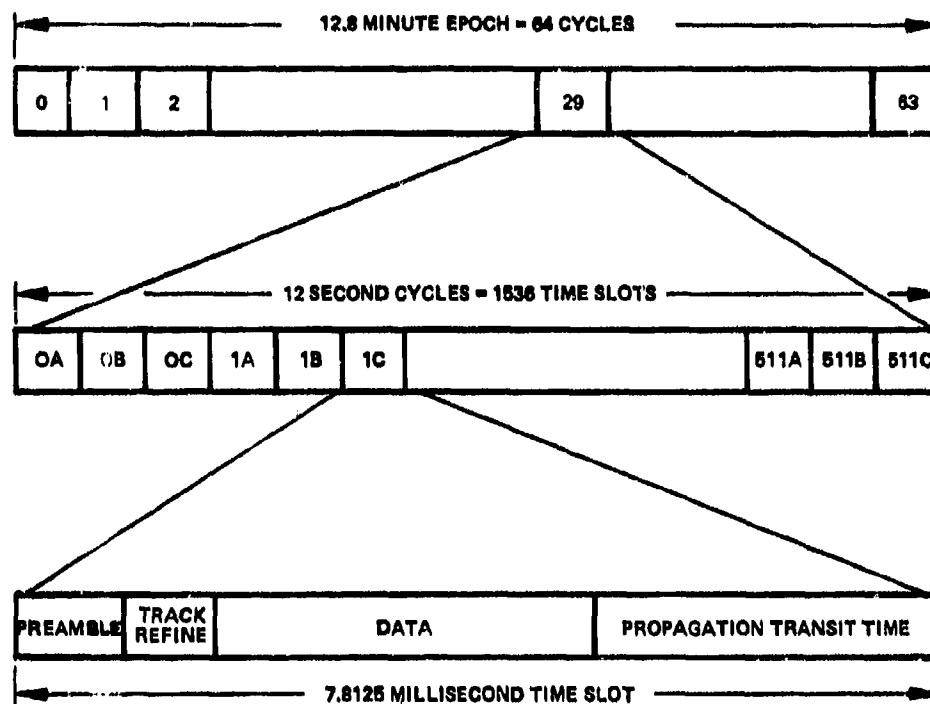 12.8 MINUTE EPOCH = 64 CYCLES
0 1 2 29 63
12 SECOND CYCLES = 1536 TIME SLOTS
0A 0B 0C 1A 1B 1C 511A 511B 511C
PREAMBLE TRACK REFINE DATA PROPAGATION TRANSIT TIME
7.8125 MILLISECOND TIME SLOT